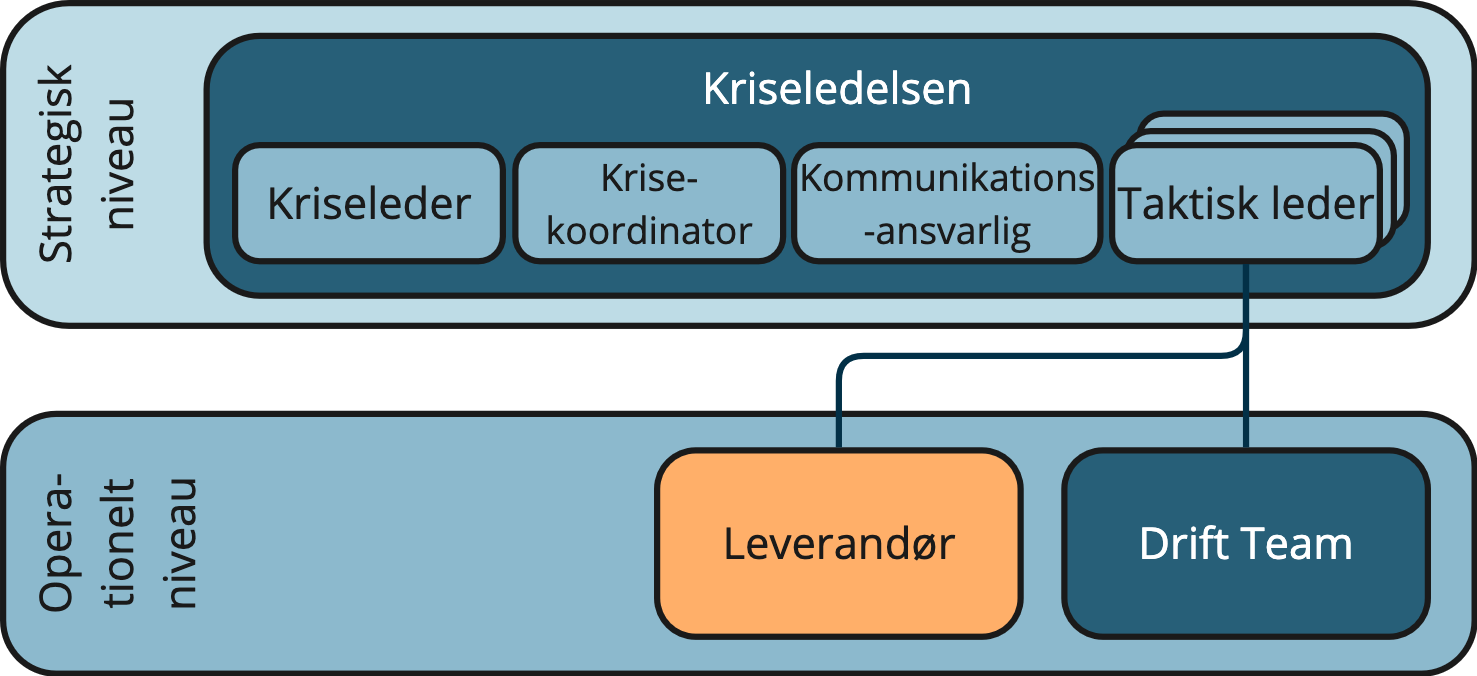 Strategisk
niveau
Kriseledelsen
Kriseleder
Krise-
koordinator
Kommunikations
-ansvarlig
Taktisk leder
Opera-
tionelt
niveau
Leverandør
Drift Team